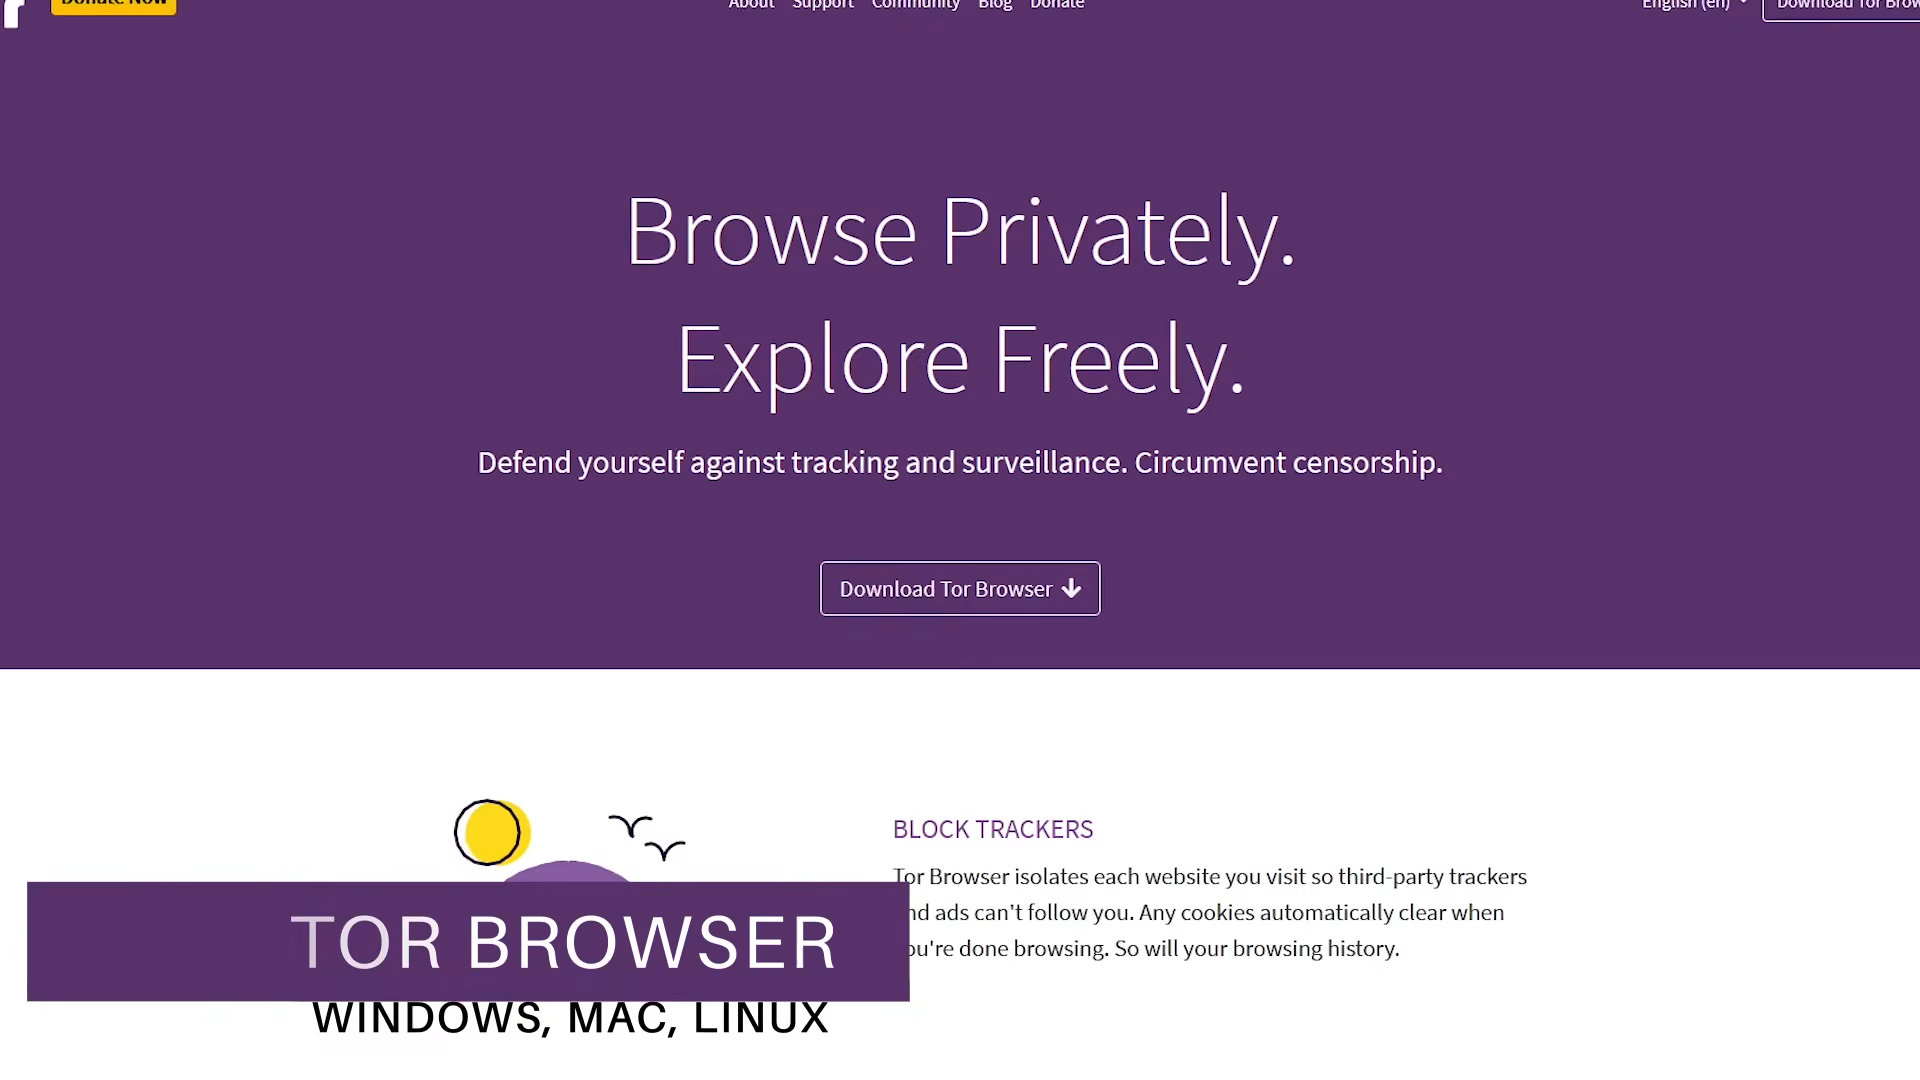 Donate Now
About Support Community Blog Donate
English (en)
Download Tor Brow
Browse Privately.
Explore Freely.
Defend yourself against tracking and surveillance. Circumvent censorship.
Download Tor Browser
BLOCK TRACKERS
Tor Browser isolates each website you visit so third-party trackers
nd ads can't follow you. Any cookies automatically clear when
ou're done browsing. So will your browsing history.
TOR BROWSER
WINDOWS, MAC, LINUX